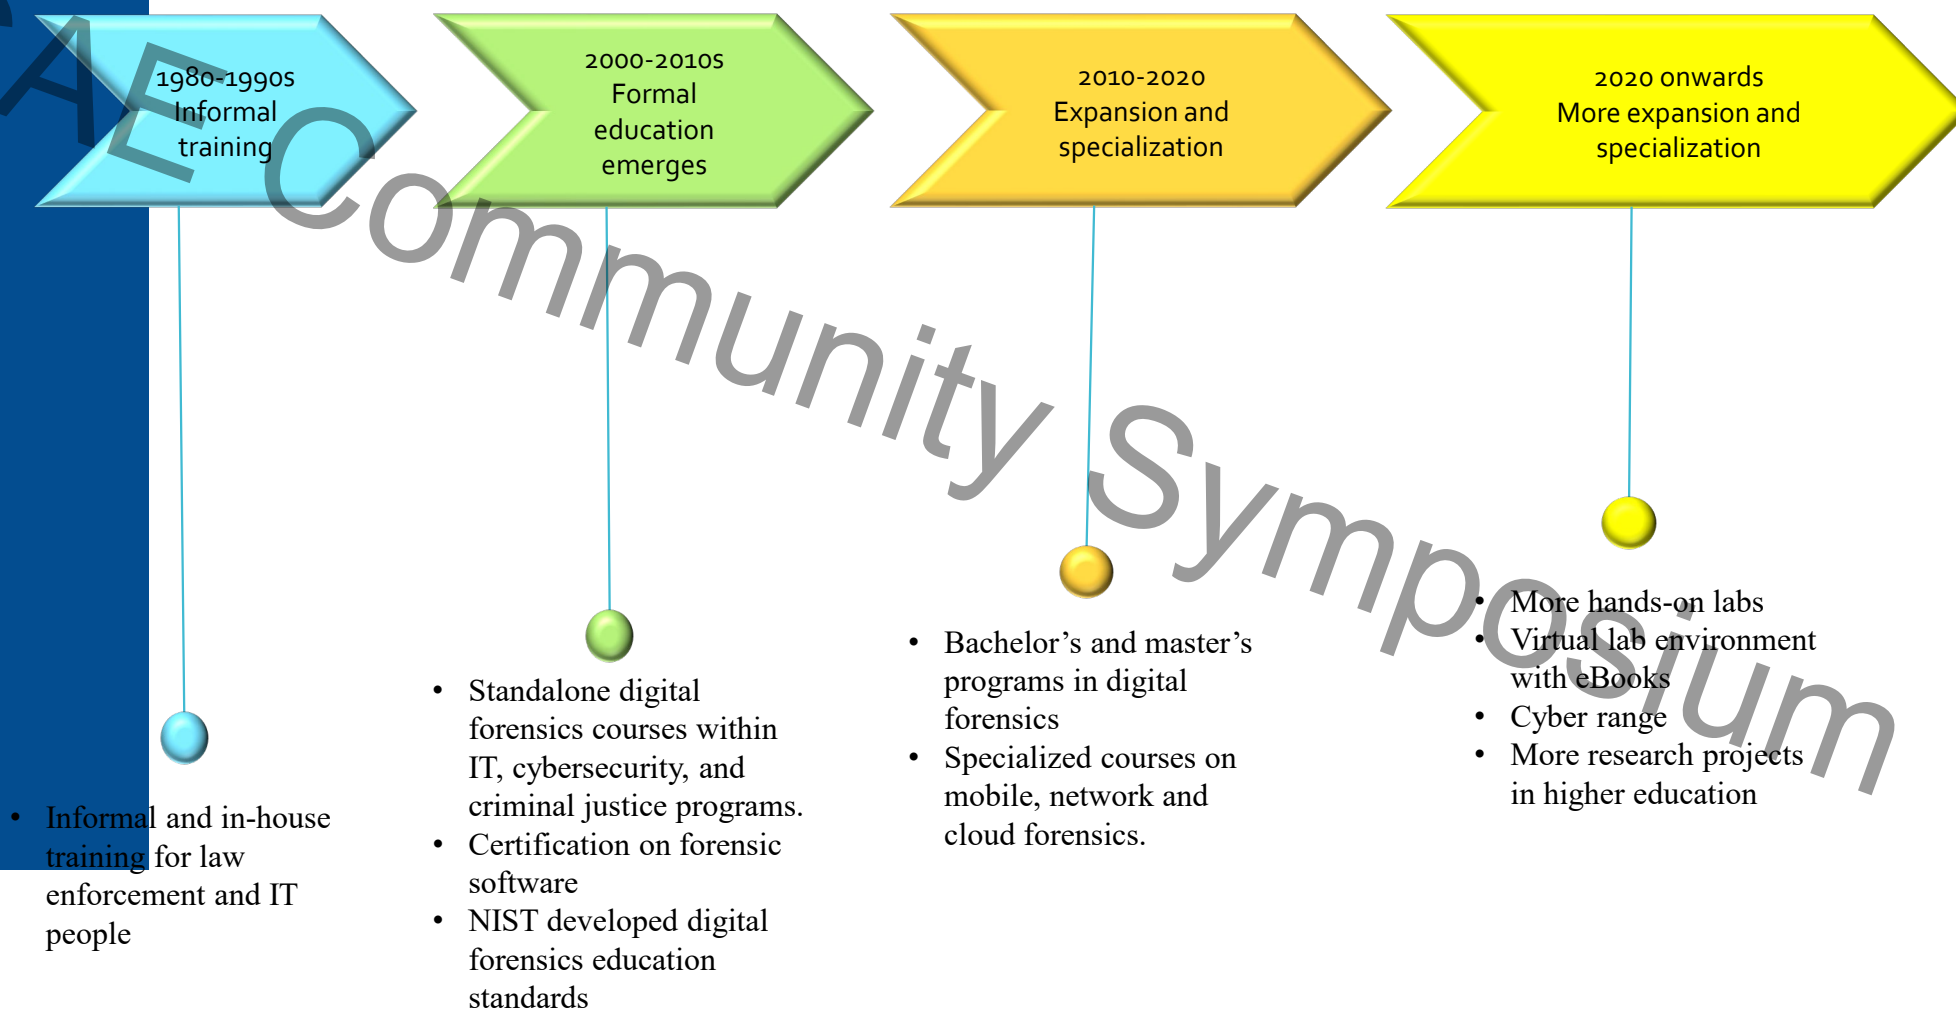 1980-1990s
Informal
training
2000-2010s
Formal
education
emerges
2010-2020
Expansion and
specialization
2020 onwards
More expansion and
specialization
• Informal and in-house
training for law
enforcement and IT
people
• Standalone digital
forensics courses within
IT, cybersecurity, and
criminal justice programs.
• Certification on forensic
software
• NIST developed digital
forensics education
standards
• Bachelor’s and master’s
programs in digital
forensics
• Specialized courses on
mobile, network and
cloud forensics.
• More hands-on labs
• Virtual lab environment
with eBooks
• Cyber range
• More research projects
in higher education
CAE Community Symposium